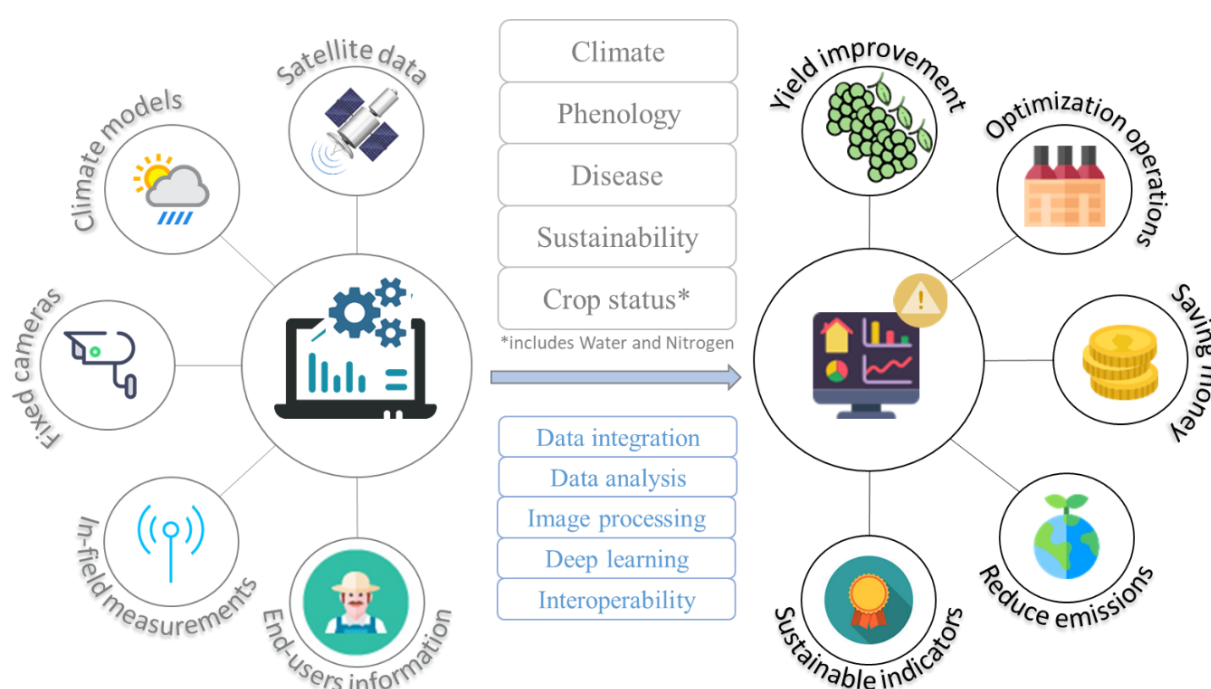 Satellite data
Climate models
Fixed cameras
In-field measurements
End-users information
Climate
Phenology
Disease
Sustainability
Crop status*
*includes Water and Nitrogen
Data integration
Data analysis
Image processing
Deep learning
Interoperability
Yield improvement
Optimization operations
Saving money
Reduce emissions
Sustainable indicators